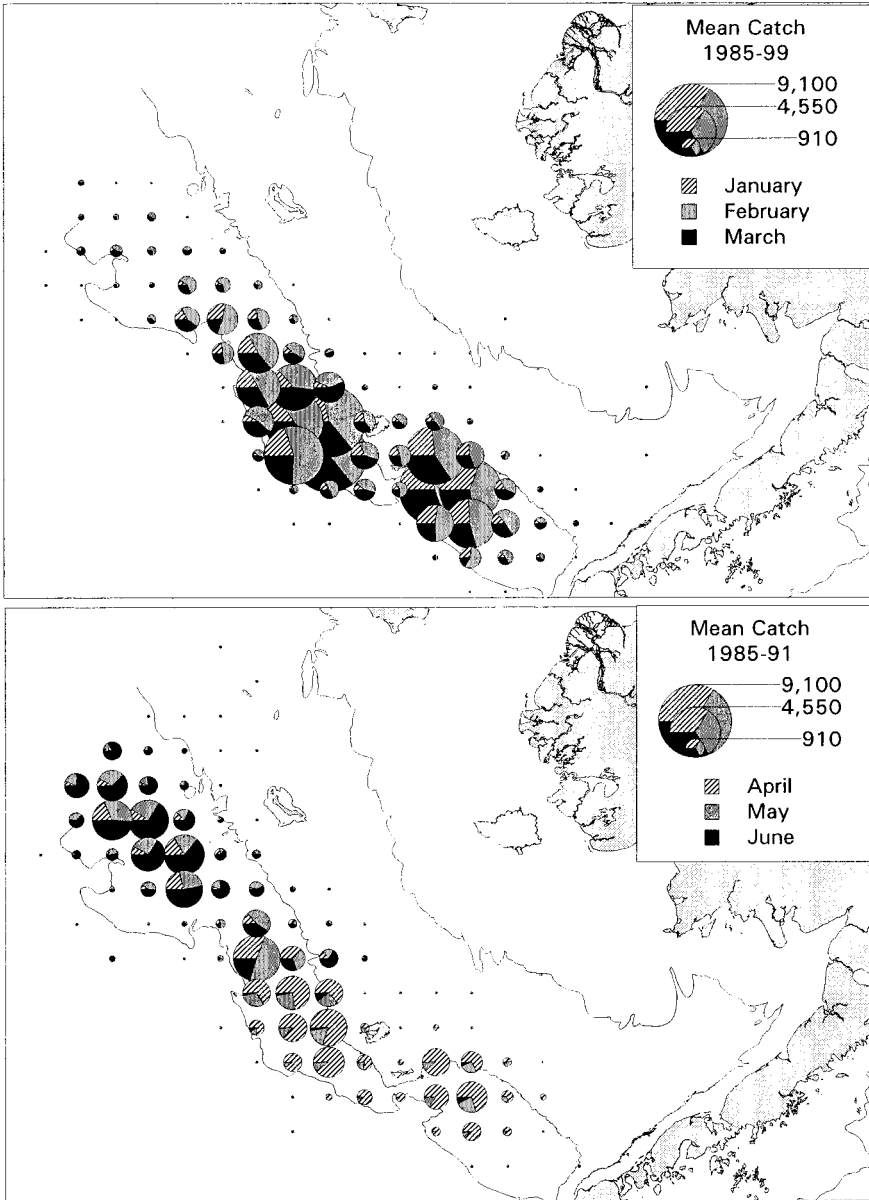 Mean Catch
1985-99
9,100
4,550
910
January
February
March
Mean Catch
1985-91
9,100
4,550
910
April
May
June